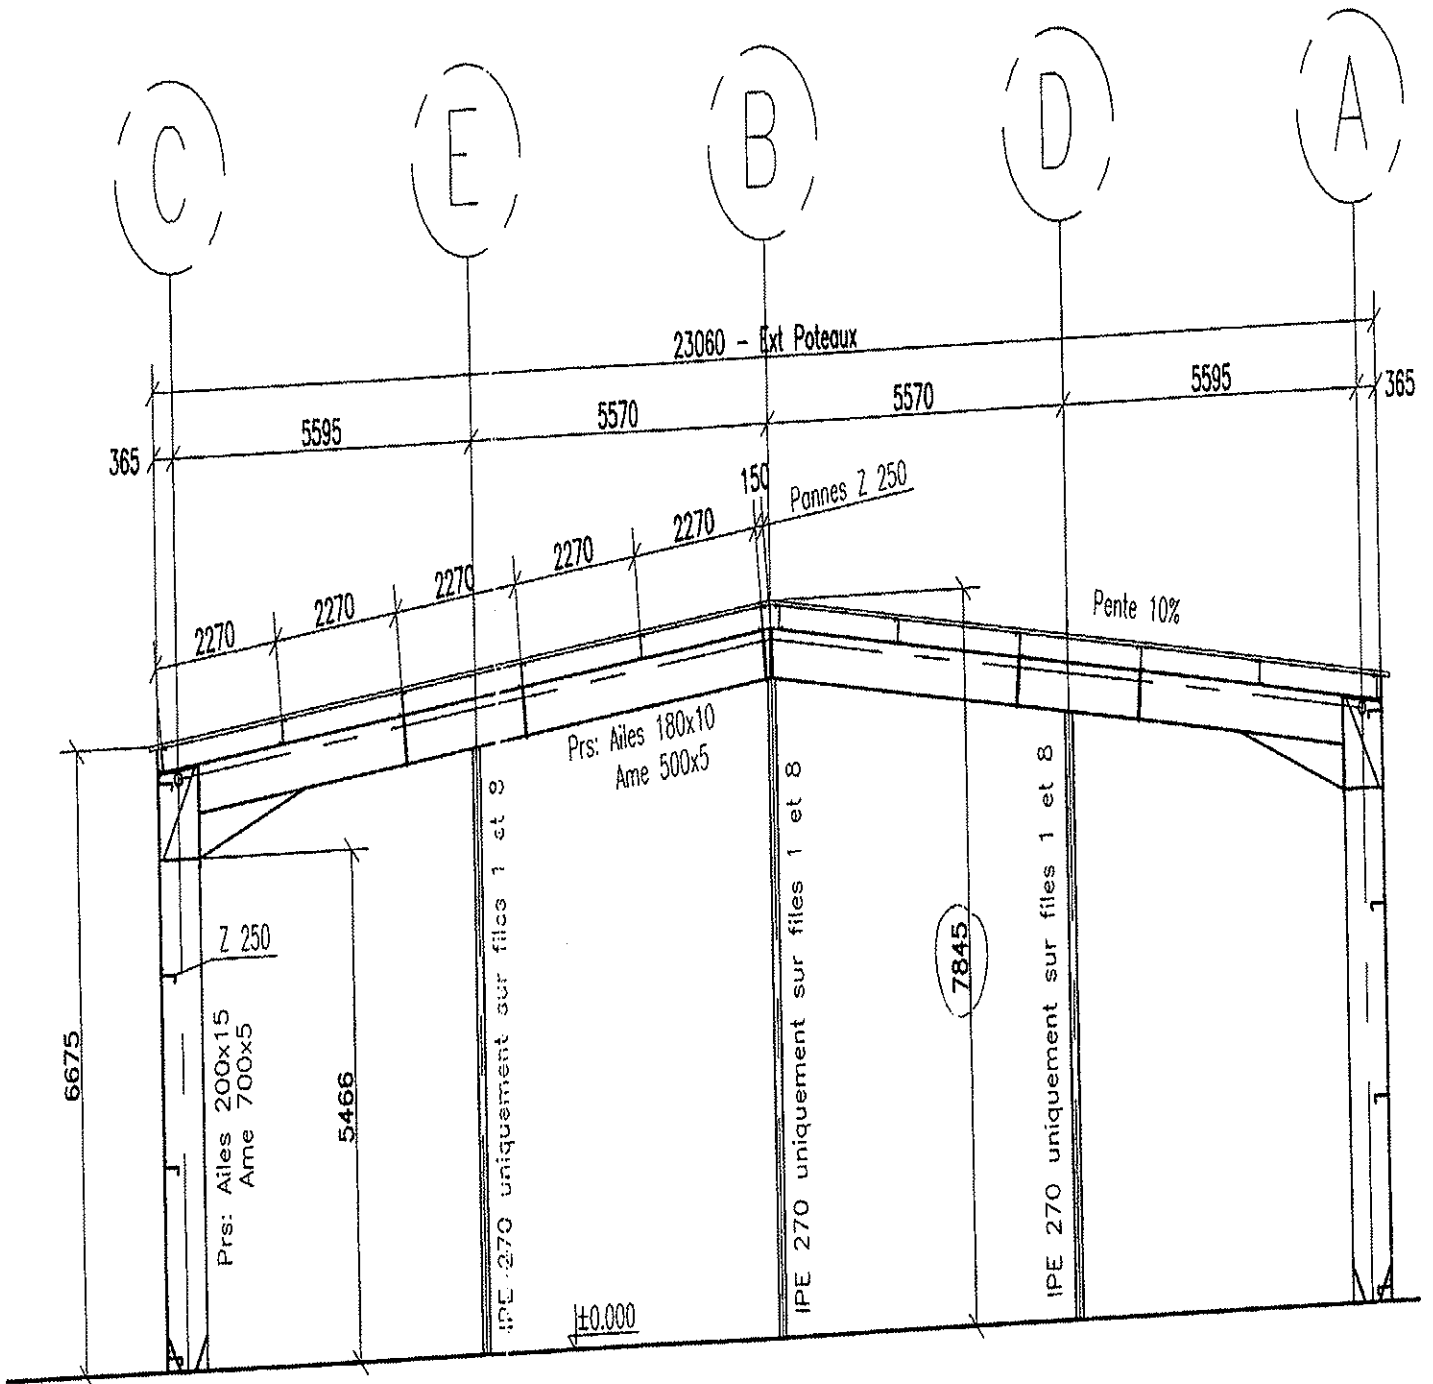 C
E
B
D
A
23060 - Ext Poteaux
365
5595
5570
5570
5595
365
150
Pannes Z 250
2270
2270
2270
2270
2270
Pente 10%
Prs: Ailes 180x10
Ame 500x5
Z 250
6675
Prs: Ailes 200x15
Ame 700x5
5466
IPE 270 uniquement sur files 1 et 8
IPE 270 uniquement sur files 1 et 8
7845
IPE 270 uniquement sur files 1 et 8
±0.000